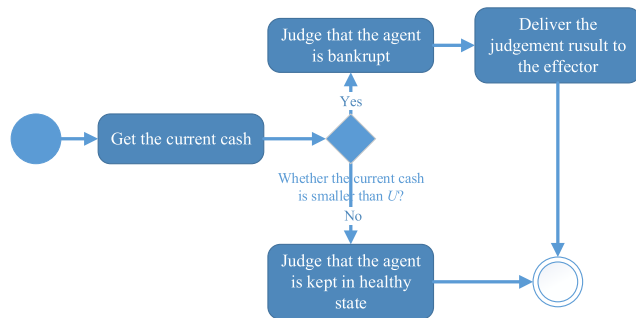 Judge that the agent
is bankrupt
Deliver the
judgement rusult to
the effector
Yes
Get the current cash
Whether the current cash
is smaller than U?
No
Judge that the agent
is kept in healthy
state